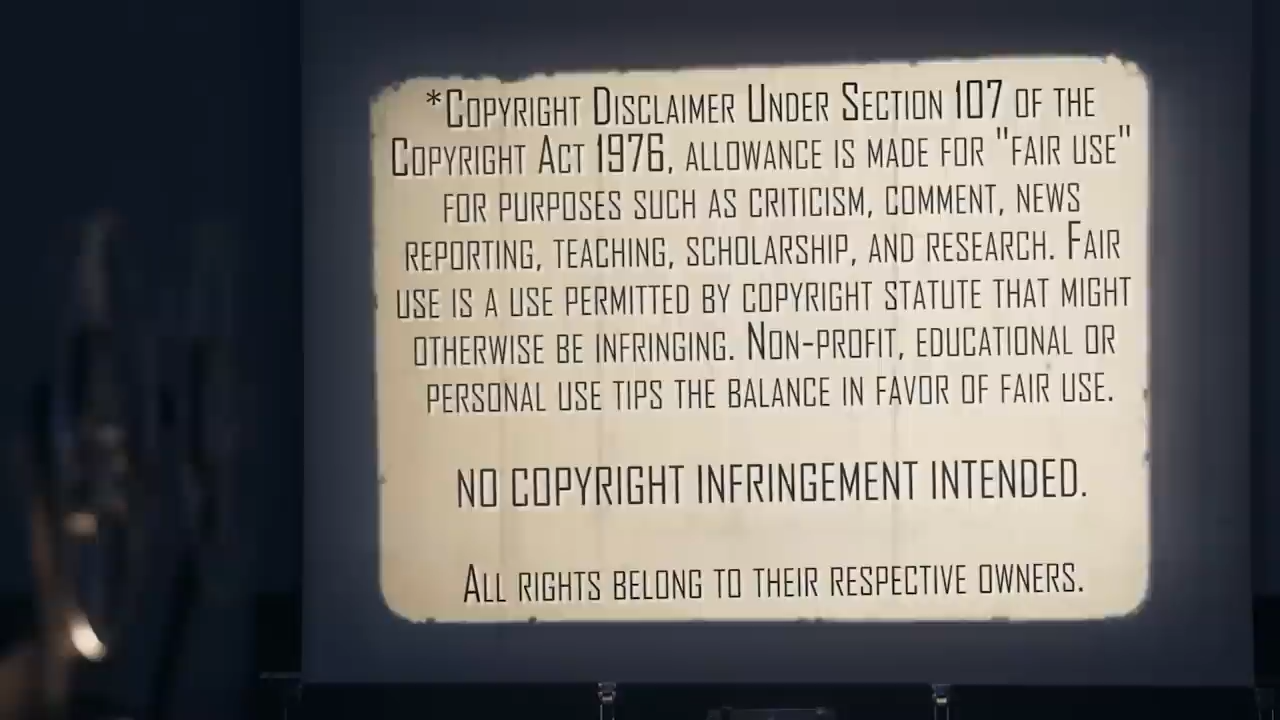 *Copyright Disclaimer Under Section 107 of the
Copyright Act 1976, allowance is made for "fair use"
for purposes such as criticism, comment, news
reporting, teaching, scholarship, and research. Fair
use is a use permitted by copyright statute that might
otherwise be infringing. Non-profit, educational or
personal use tips the balance in favor of fair use.
NO COPYRIGHT INFRINGEMENT INTENDED.
All rights belong to their respective owners.